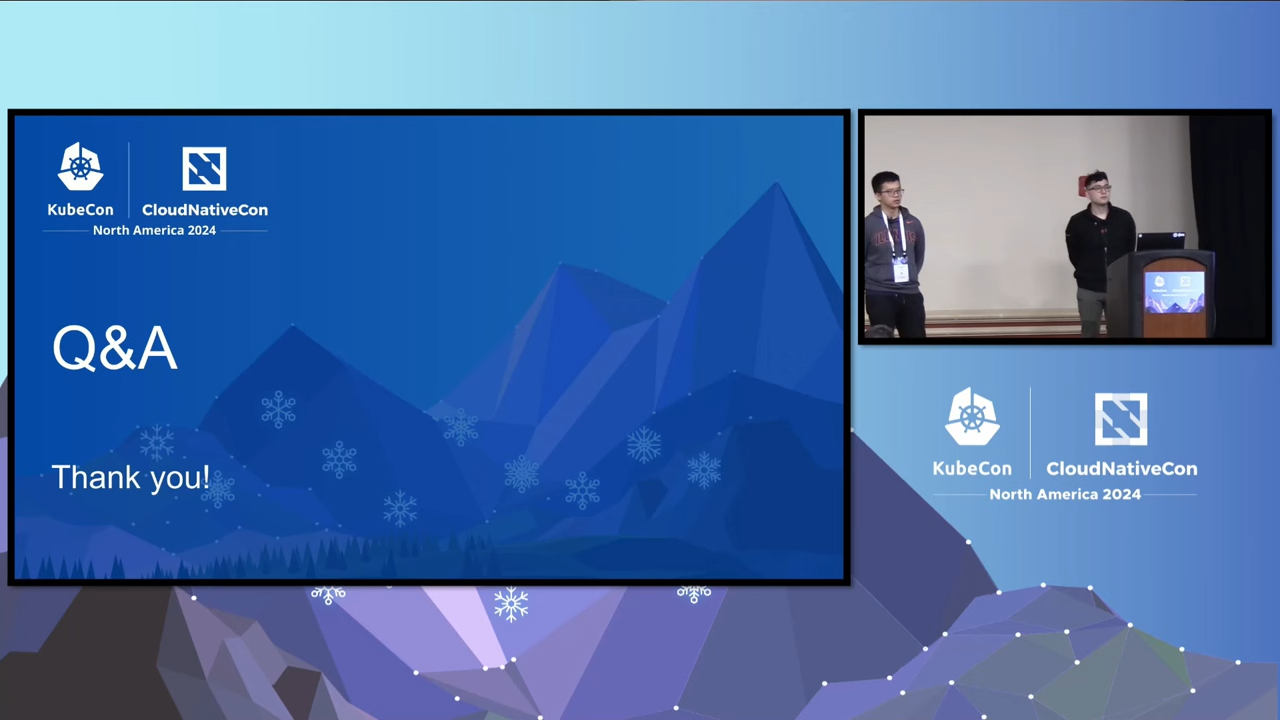 KubeCon
CloudNativeCon
North America 2024
Q&A
Thank you!
KubeCon
CloudNativeCon
North America 2024